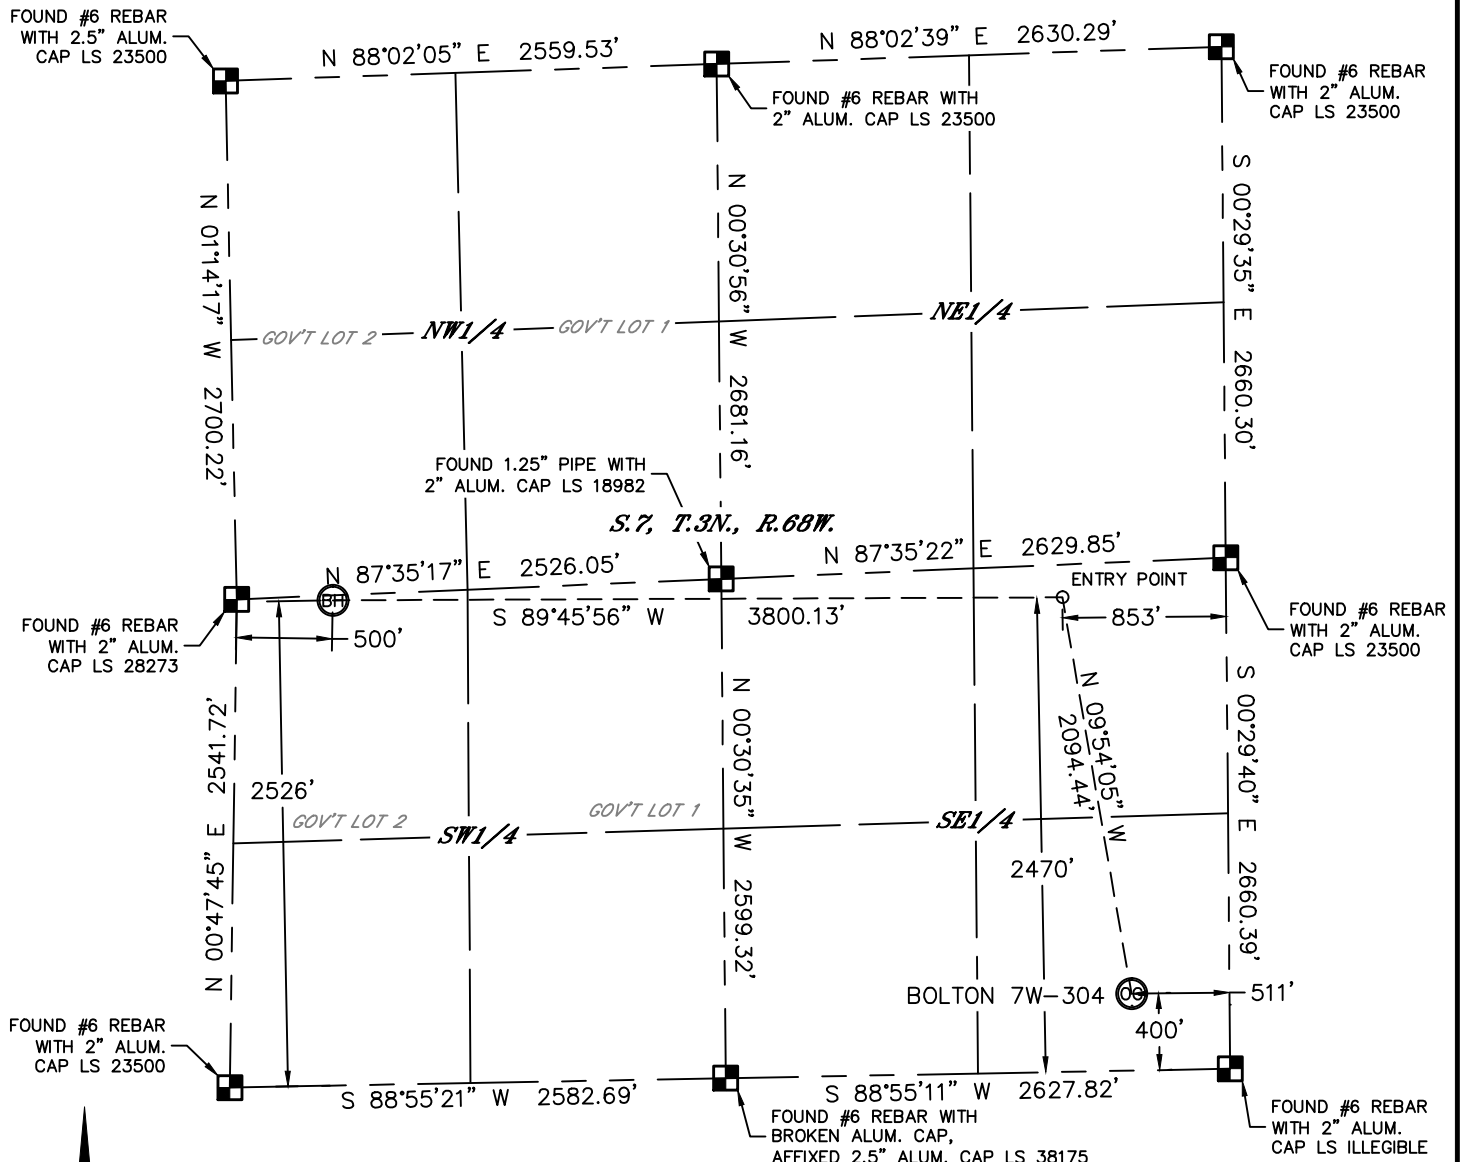 FOUND #6 REBAR
WITH 2.5" ALUM.
CAP LS 23500
N 88°02'05" E 2559.53'
N 88°02'39" E 2630.29'
FOUND #6 REBAR WITH
2" ALUM. CAP LS 23500
FOUND #6 REBAR
WITH 2" ALUM.
CAP LS 23500
N 01°14'17" W 2700.22'
N 00°30'56" W 2681.16'
S 00°29'35" E 2660.30'
GOV'T LOT 2
NW1/4
GOV'T LOT 1
NE1/4
FOUND 1.25" PIPE WITH
2" ALUM. CAP LS 18982
S.7, T.3N., R.68W.
N 87°35'17" E 2526.05'
N 87°35'22" E 2629.85'
ENTRY POINT
BH
S 89°45'56" W 3800.13'
853'
500'
FOUND #6 REBAR
WITH 2" ALUM.
CAP LS 28273
FOUND #6 REBAR
WITH 2" ALUM.
CAP LS 23500
N 00°47'45" E 2541.72'
2526'
N 00°30'35" W 2599.32'
N 09°54'05" W
2094.44'
S 00°29'40" E 2660.39'
GOV'T LOT 2
SW1/4
GOV'T LOT 1
SE1/4
2470'
BOLTON 7W-304
OG
511'
400'
FOUND #6 REBAR
WITH 2" ALUM.
CAP LS 23500
S 88°55'21" W 2582.69'
S 88°55'11" W 2627.82'
FOUND #6 REBAR WITH
BROKEN ALUM. CAP,
AFFIXED 2.5" ALUM. CAP LS 38175
FOUND #6 REBAR
WITH 2" ALUM.
CAP LS ILLEGIBLE